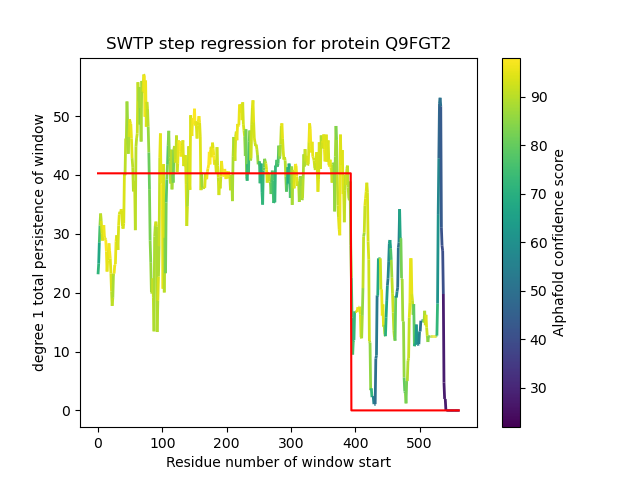 SWTP step regression for protein Q9FGT2
degree 1 total persistence of window
50
40
30
20
10
0
0 100 200 300 400 500
Residue number of window start
90
80
70
60
50
40
30
Alphafold confidence score